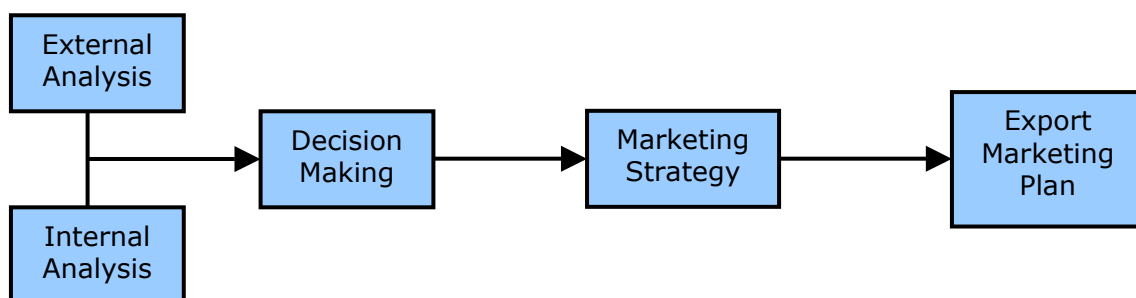 External
Analysis
Internal
Analysis
Decision
Making
Marketing
Strategy
Export
Marketing
Plan